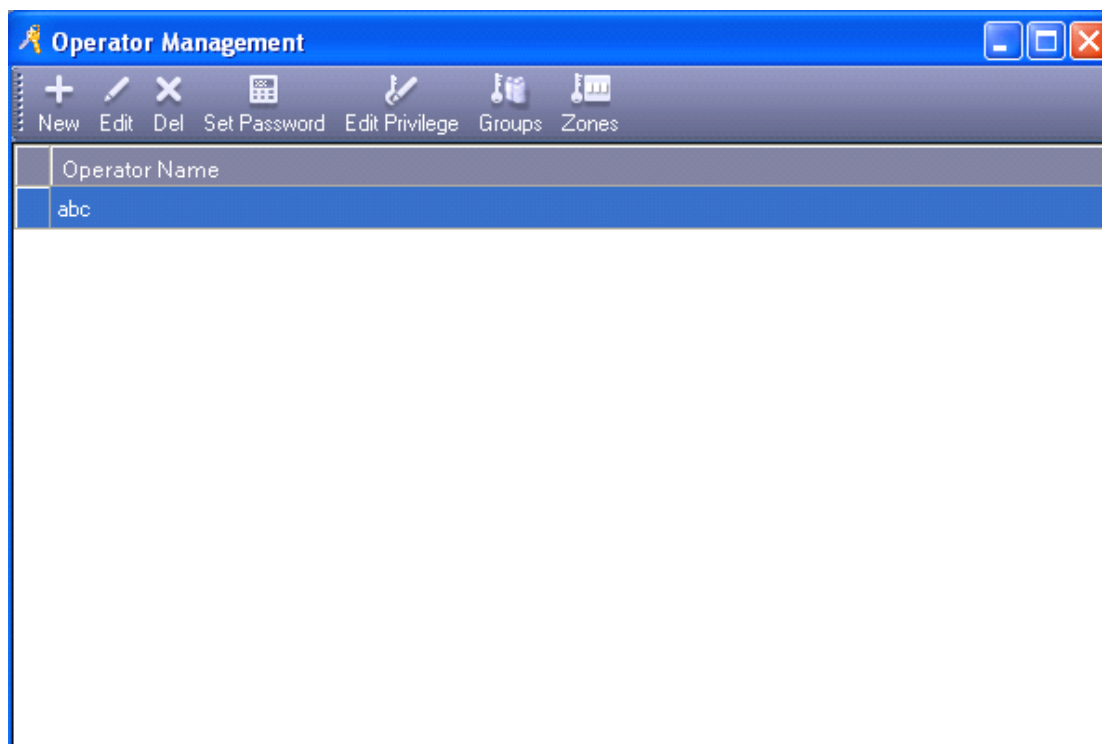 Operator Management
New Edit Del Set Password Edit Privilege Groups Zones
Operator Name
abc